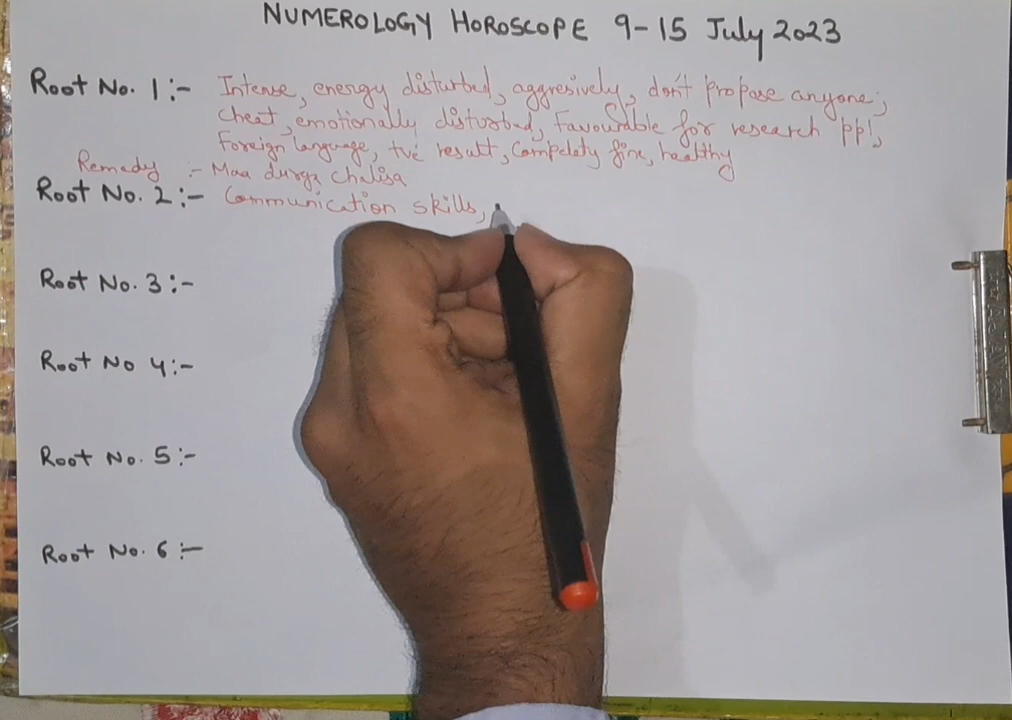 NUMEROLOGY HOROSCOPE 9-15 July 2023
Root No. 1:- Intense, energy disturbed, aggresively, don't propose anyone;
Cheat, emotionally disturbed, Favourable for research ppl,
Foreign language, +ve result, Completely fine, healthy
Remedy :- Maa durga Chalisa
Root No. 2:- Communication skills,
Root No. 3:-
Root No 4:-
Root No. 5:-
Root No. 6:-